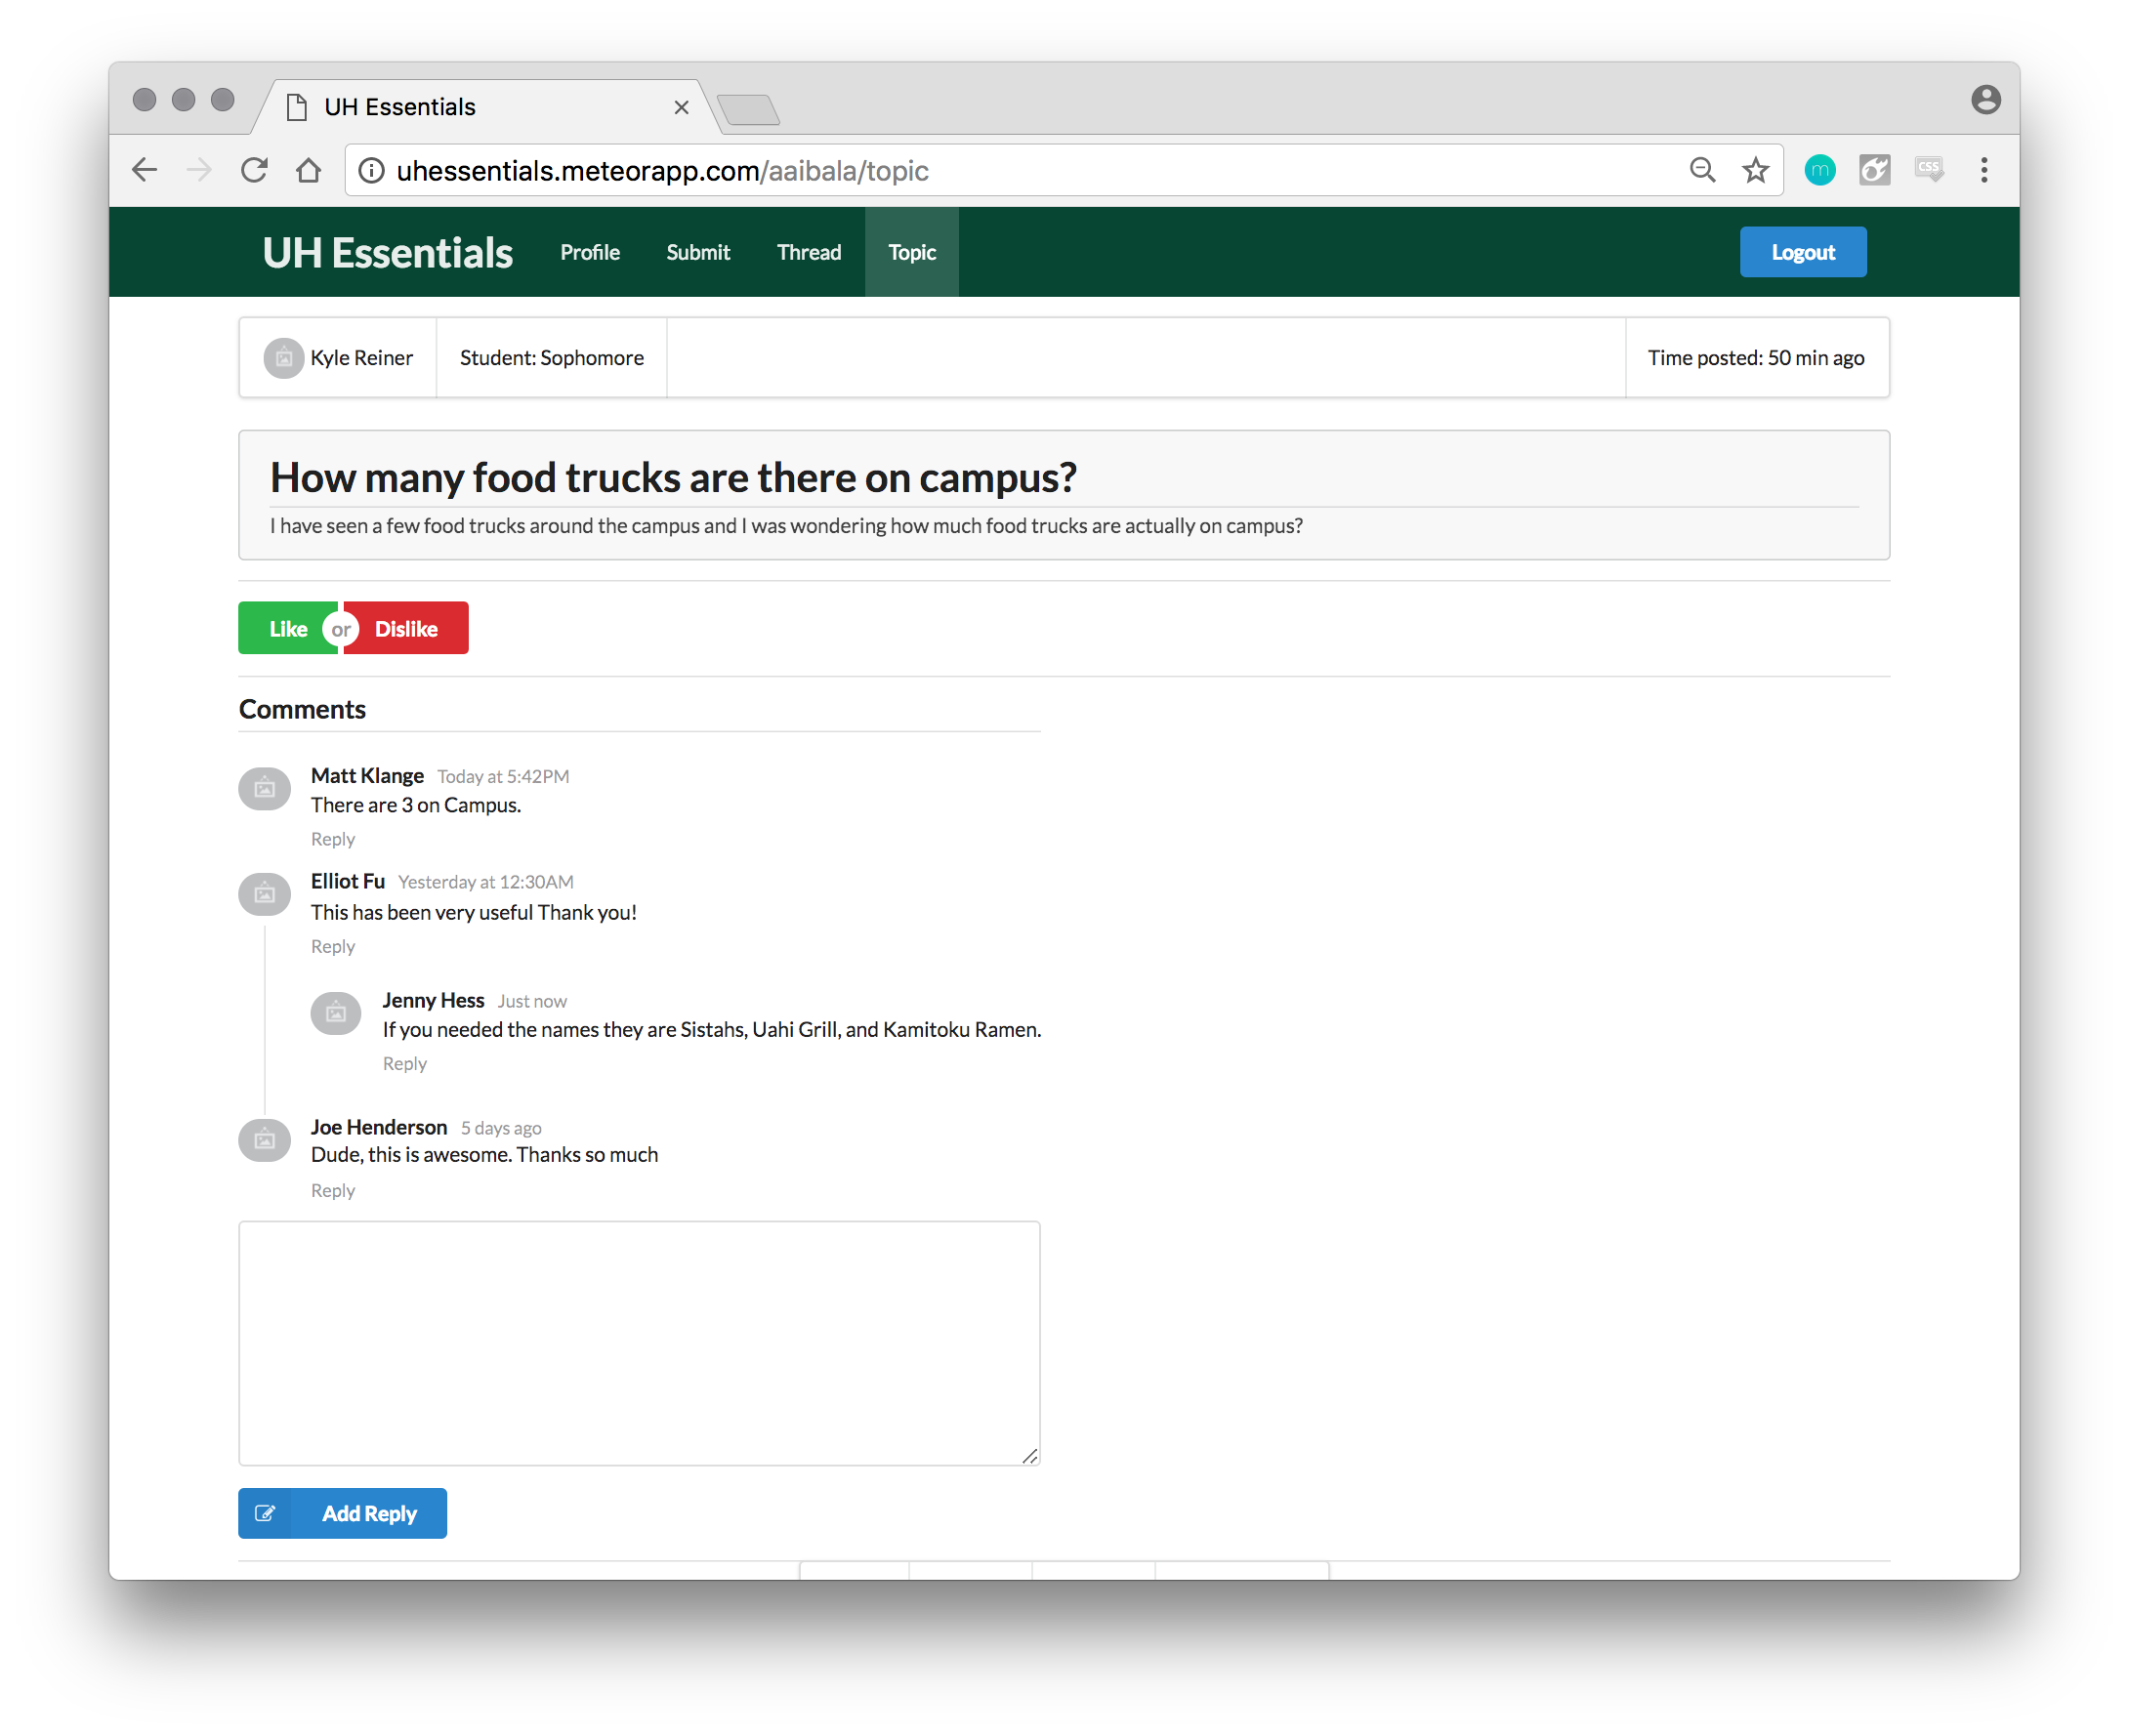 UH Essentials
uhessentials.meteorapp.com/aaibala/topic
m
CSS
UH Essentials Profile Submit Thread Topic Logout
Kyle Reiner Student: Sophomore Time posted: 50 min ago
How many food trucks are there on campus?
I have seen a few food trucks around the campus and I was wondering how much food trucks are actually on campus?
Like or Dislike
Comments
Matt Klange Today at 5:42PM
There are 3 on Campus.
Reply
Elliot Fu Yesterday at 12:30AM
This has been very useful Thank you!
Reply
Jenny Hess Just now
If you needed the names they are Sistahs, Uahi Grill, and Kamitoku Ramen.
Reply
Joe Henderson 5 days ago
Dude, this is awesome. Thanks so much
Reply
Add Reply